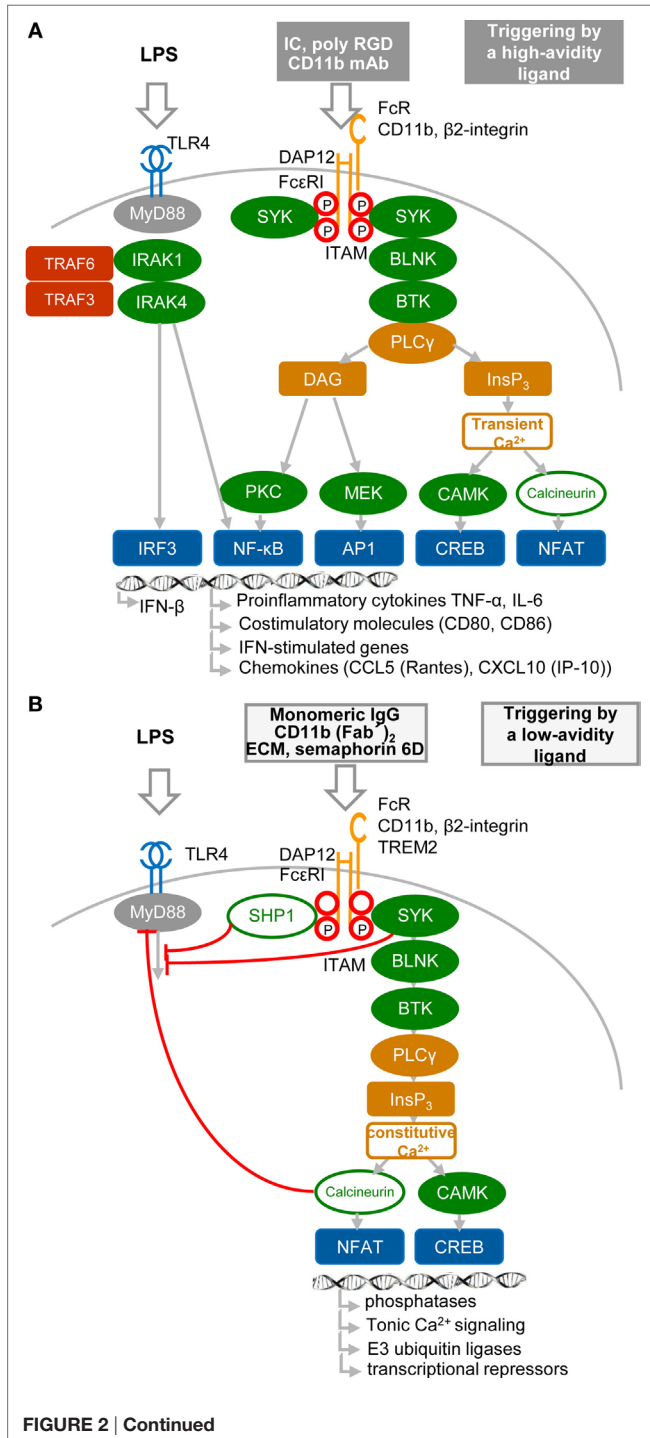 A
LPS
IC, poly RGD
CD11b mAb
Triggering by
a high-avidity
ligand
FcR
CD11b, β2-integrin
TLR4
DAP12
FcεRI
MyD88
SYK
P
P
P
P
SYK
ITAM
TRAF6
IRAK1
BLNK
TRAF3
IRAK4
BTK
PLCγ
DAG
InsP₃
Transient
Ca²⁺
PKC
MEK
CAMK
Calcineurin
IRF3
NF-κB
AP1
CREB
NFAT
IFN-β
Proinflammatory cytokines TNF-α, IL-6
Costimulatory molecules (CD80, CD86)
IFN-stimulated genes
Chemokines (CCL5 (Rantes), CXCL10 (IP-10))
B
LPS
Monomeric IgG
CD11b (Fab´)₂
ECM, semaphorin 6D
Triggering by
a low-avidity
ligand
FcR
CD11b, β2-integrin
TREM2
TLR4
DAP12
FcεRI
MyD88
SHP1
P
P
SYK
ITAM
BLNK
BTK
PLCγ
InsP₃
constitutive
Ca²⁺
Calcineurin
CAMK
NFAT
CREB
phosphatases
Tonic Ca²⁺ signaling
E3 ubiquitin ligases
transcriptional repressors
FIGURE 2 | Continued